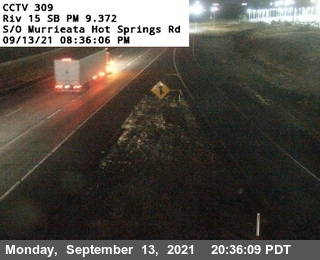 CCTV 309
Riv 15 SB PM 9.372
S/O Murrieata Hot Springs Rd
09/13/21 08:36:06 PM
Monday, September 13, 2021 20:36:09 PDT